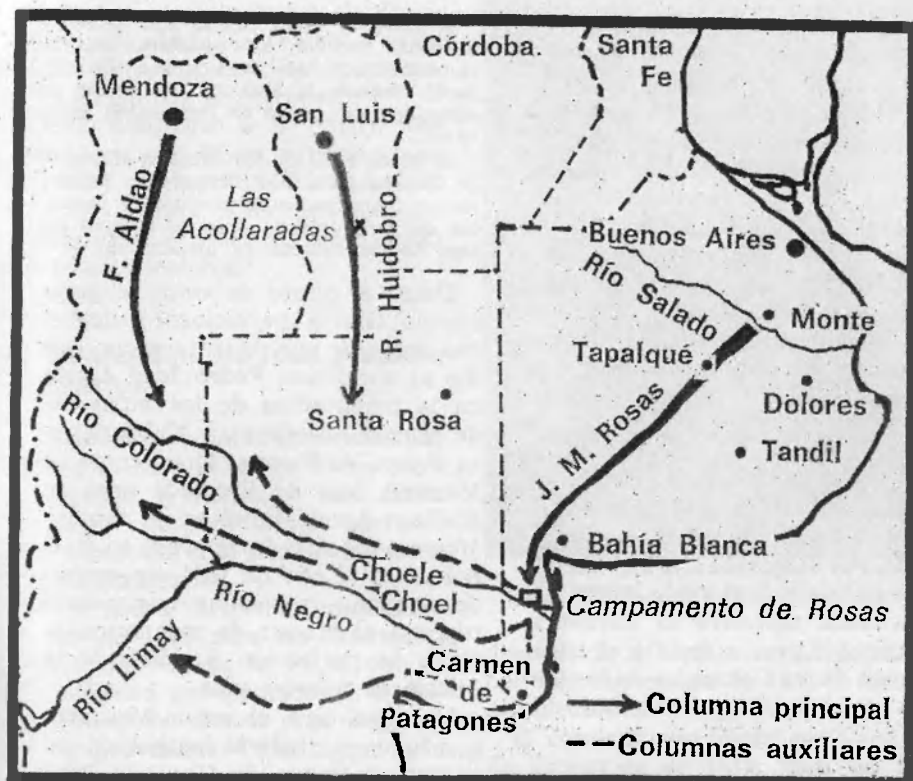 Mendoza
San Luis
Córdoba
Santa
Fe
F. Aldao
Las
Acollaradas
R. Huidobro
Buenos Aires
Río Salado
Monte
Tapalqué
Dolores
Tandil
J. M. Rosas
Santa Rosa
Río Colorado
Bahía Blanca
Choele
Choel
Campamento de Rosas
Río Negro
Río Limay
Carmen
de
Patagones
Columna principal
Columnas auxiliares